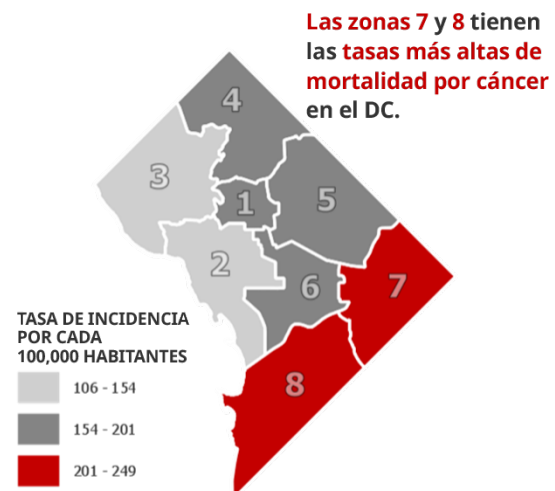 Las zonas 7 y 8 tienen
las tasas más altas de
mortalidad por cáncer
en el DC.
4
3
1
5
2
6
7
8
TASA DE INCIDENCIA
POR CADA
100,000 HABITANTES
106 - 154
154 - 201
201 - 249